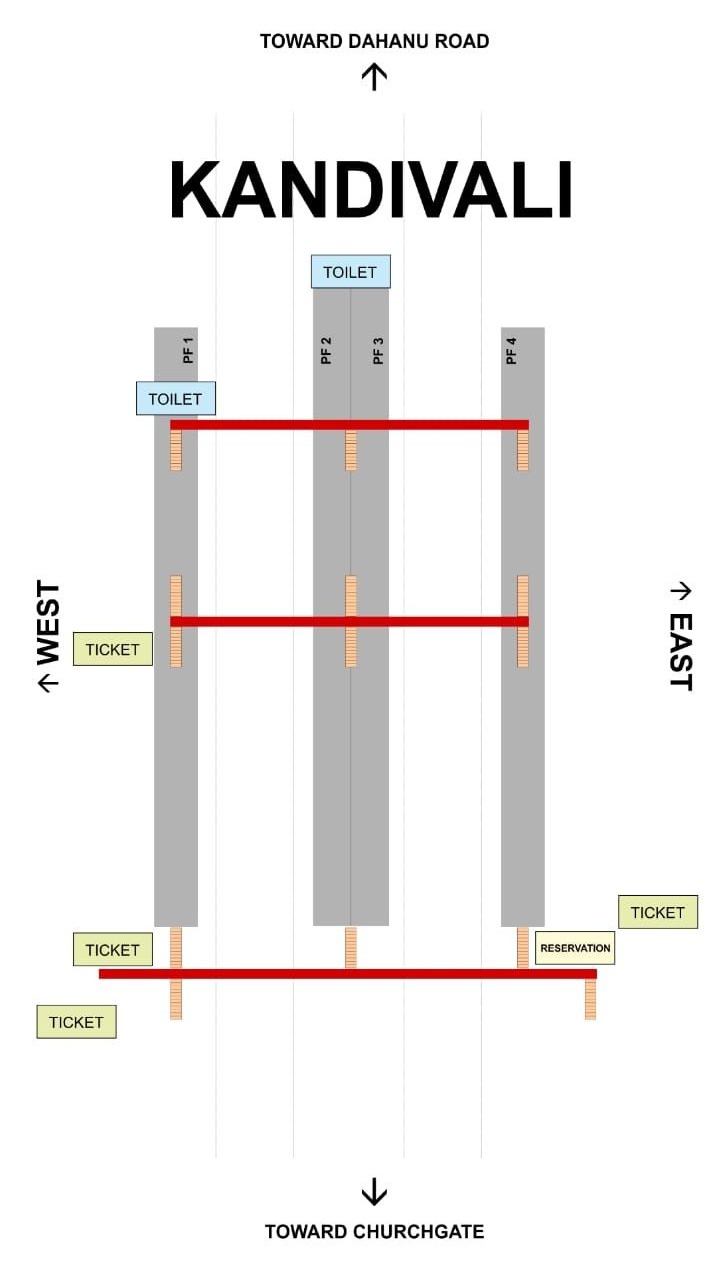 TOWARD DAHANU ROAD
↑
KANDIVALI
TOILET
PF 1
PF 2
PF 3
PF 4
TOILET
← WEST
→ EAST
TICKET
TICKET
TICKET
RESERVATION
TICKET
↓
TOWARD CHURCHGATE